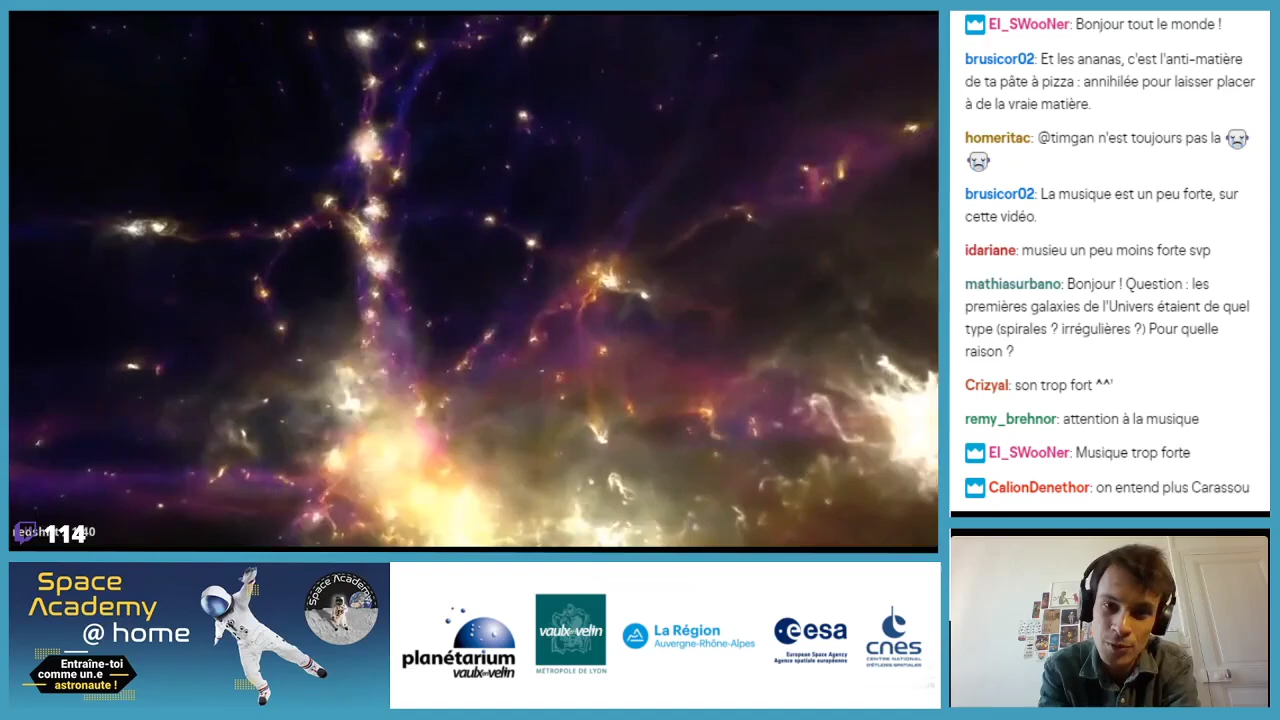 El_SWooNer: Bonjour tout le monde !
brusicor02: Et les ananas, c'est l'anti-matière
de ta pâte à pizza : annihilée pour laisser placer
à de la vraie matière.
homeritac: @timgan n'est toujours pas la
brusicor02: La musique est un peu forte, sur
cette vidéo.
idariane: musieu un peu moins forte svp
mathiasurbano: Bonjour ! Question : les
premières galaxies de l'Univers étaient de quel
type (spirales ? irrégulières ?) Pour quelle
raison ?
Crizyal: son trop fort ^^'
remy_brehnor: attention à la musique
El_SWooNer: Musique trop forte
CalionDenethor: on entend plus Carassou
114
Space
Academy
@ home
Entraîne-toi
comme un.e
astronaute !
Space Academy
planétarium
vaulx en velin
vaulx en velin
MÉTROPOLE DE LYON
La Région
Auvergne-Rhône-Alpes
esa
European Space Agency
Agence spatiale européenne
cnes
CENTRE NATIONAL
D'ÉTUDES SPATIALES